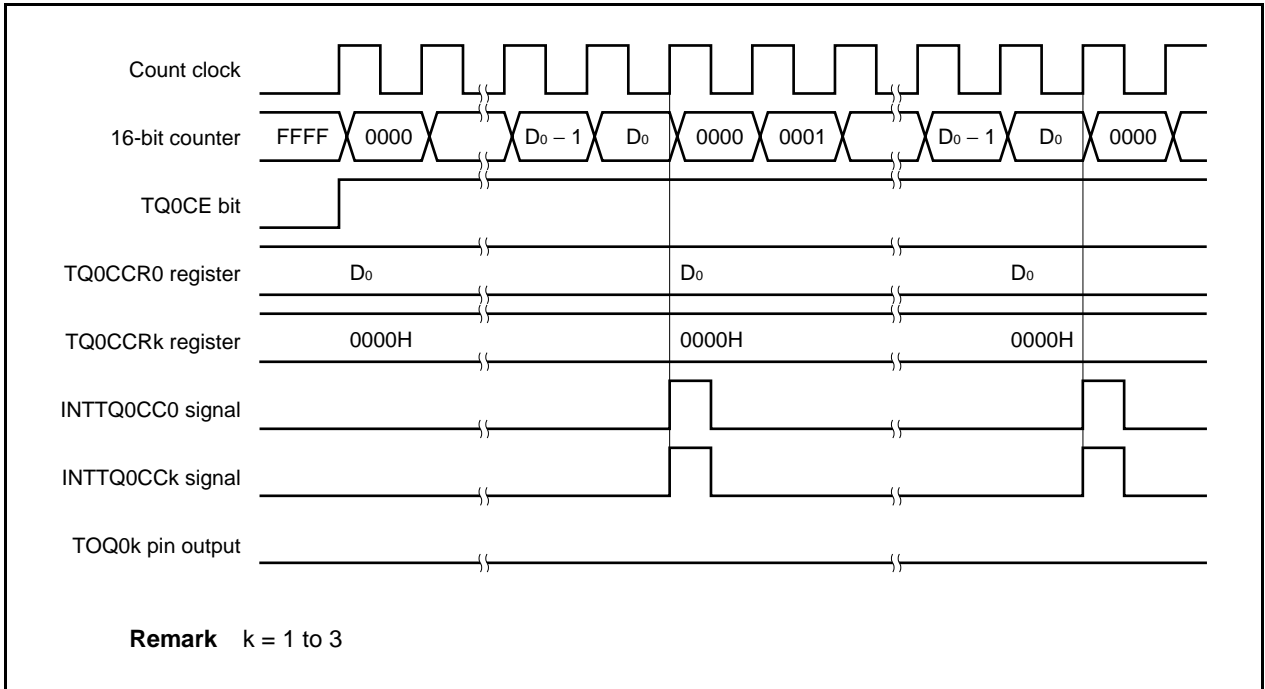 Count clock
16-bit counter FFFF 0000 D0 − 1 D0 0000 0001 D0 − 1 D0 0000
TQ0CE bit
TQ0CCR0 register D0 D0 D0
TQ0CCRk register 0000H 0000H 0000H
INTTQ0CC0 signal
INTTQ0CCk signal
TOQ0k pin output
Remark k = 1 to 3